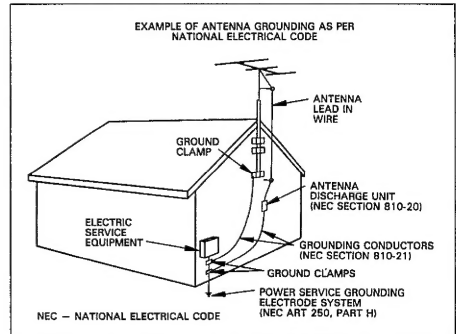 EXAMPLE OF ANTENNA GROUNDING AS PER
NATIONAL ELECTRICAL CODE
ANTENNA
LEAD IN
WIRE
GROUND
CLAMP
ANTENNA
DISCHARGE UNIT
(NEC SECTION 810-20)
ELECTRIC
SERVICE
EQUIPMENT
GROUNDING CONDUCTORS
(NEC SECTION 810-21)
GROUND CLAMPS
POWER SERVICE GROUNDING
ELECTRODE SYSTEM
(NEC ART 250, PART H)
NEC — NATIONAL ELECTRICAL CODE